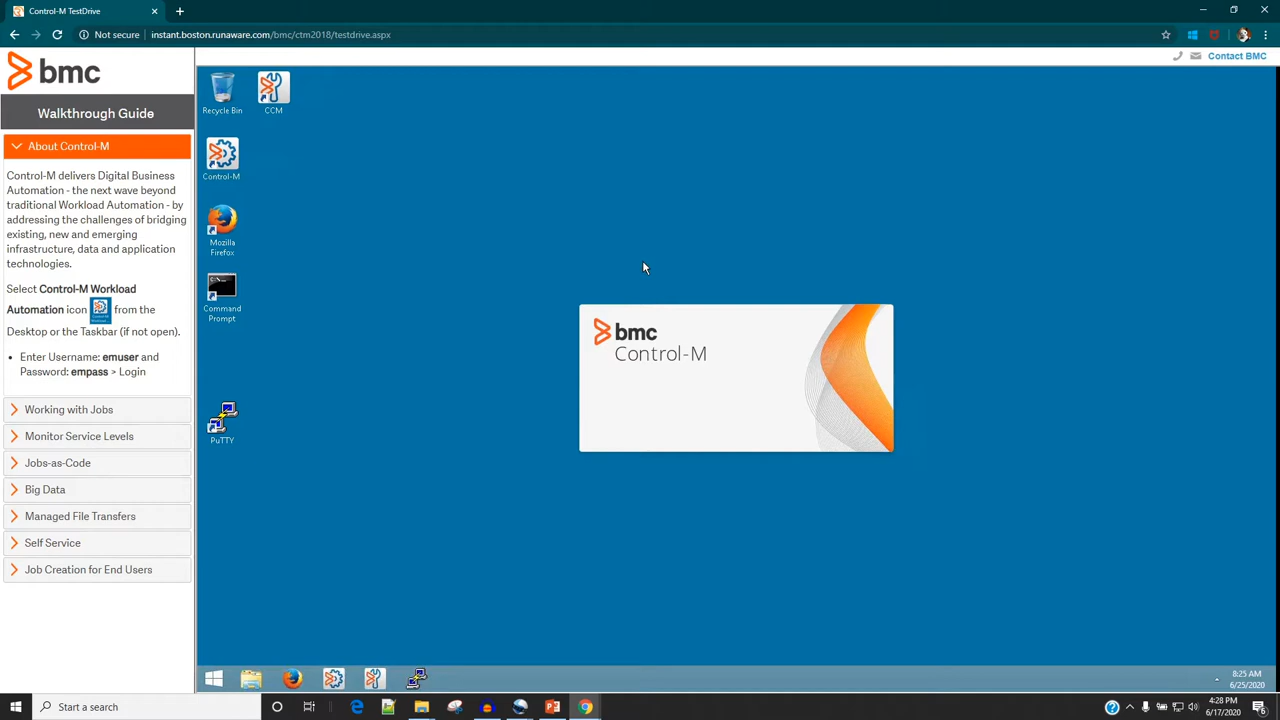 Control-M TestDrive
Not secure
instant.boston.runaware.com/bmc/ctm2018/testdrive.aspx
Contact BMC
bmc
Walkthrough Guide
About Control-M
Control-M delivers Digital Business
Automation - the next wave beyond
traditional Workload Automation - by
addressing the challenges of bridging
existing, new and emerging
infrastructure, data and application
technologies.
Select Control-M Workload
Automation icon from the
Desktop or the Taskbar (if not open).
• Enter Username: emuser and
Password: empass > Login
Working with Jobs
Monitor Service Levels
Jobs-as-Code
Big Data
Managed File Transfers
Self Service
Job Creation for End Users
Recycle Bin
CCM
Control-M
Mozilla
Firefox
Command
Prompt
PuTTY
bmc
Control-M
8:25 AM
6/25/2020
Start a search
4:28 PM
6/17/2020